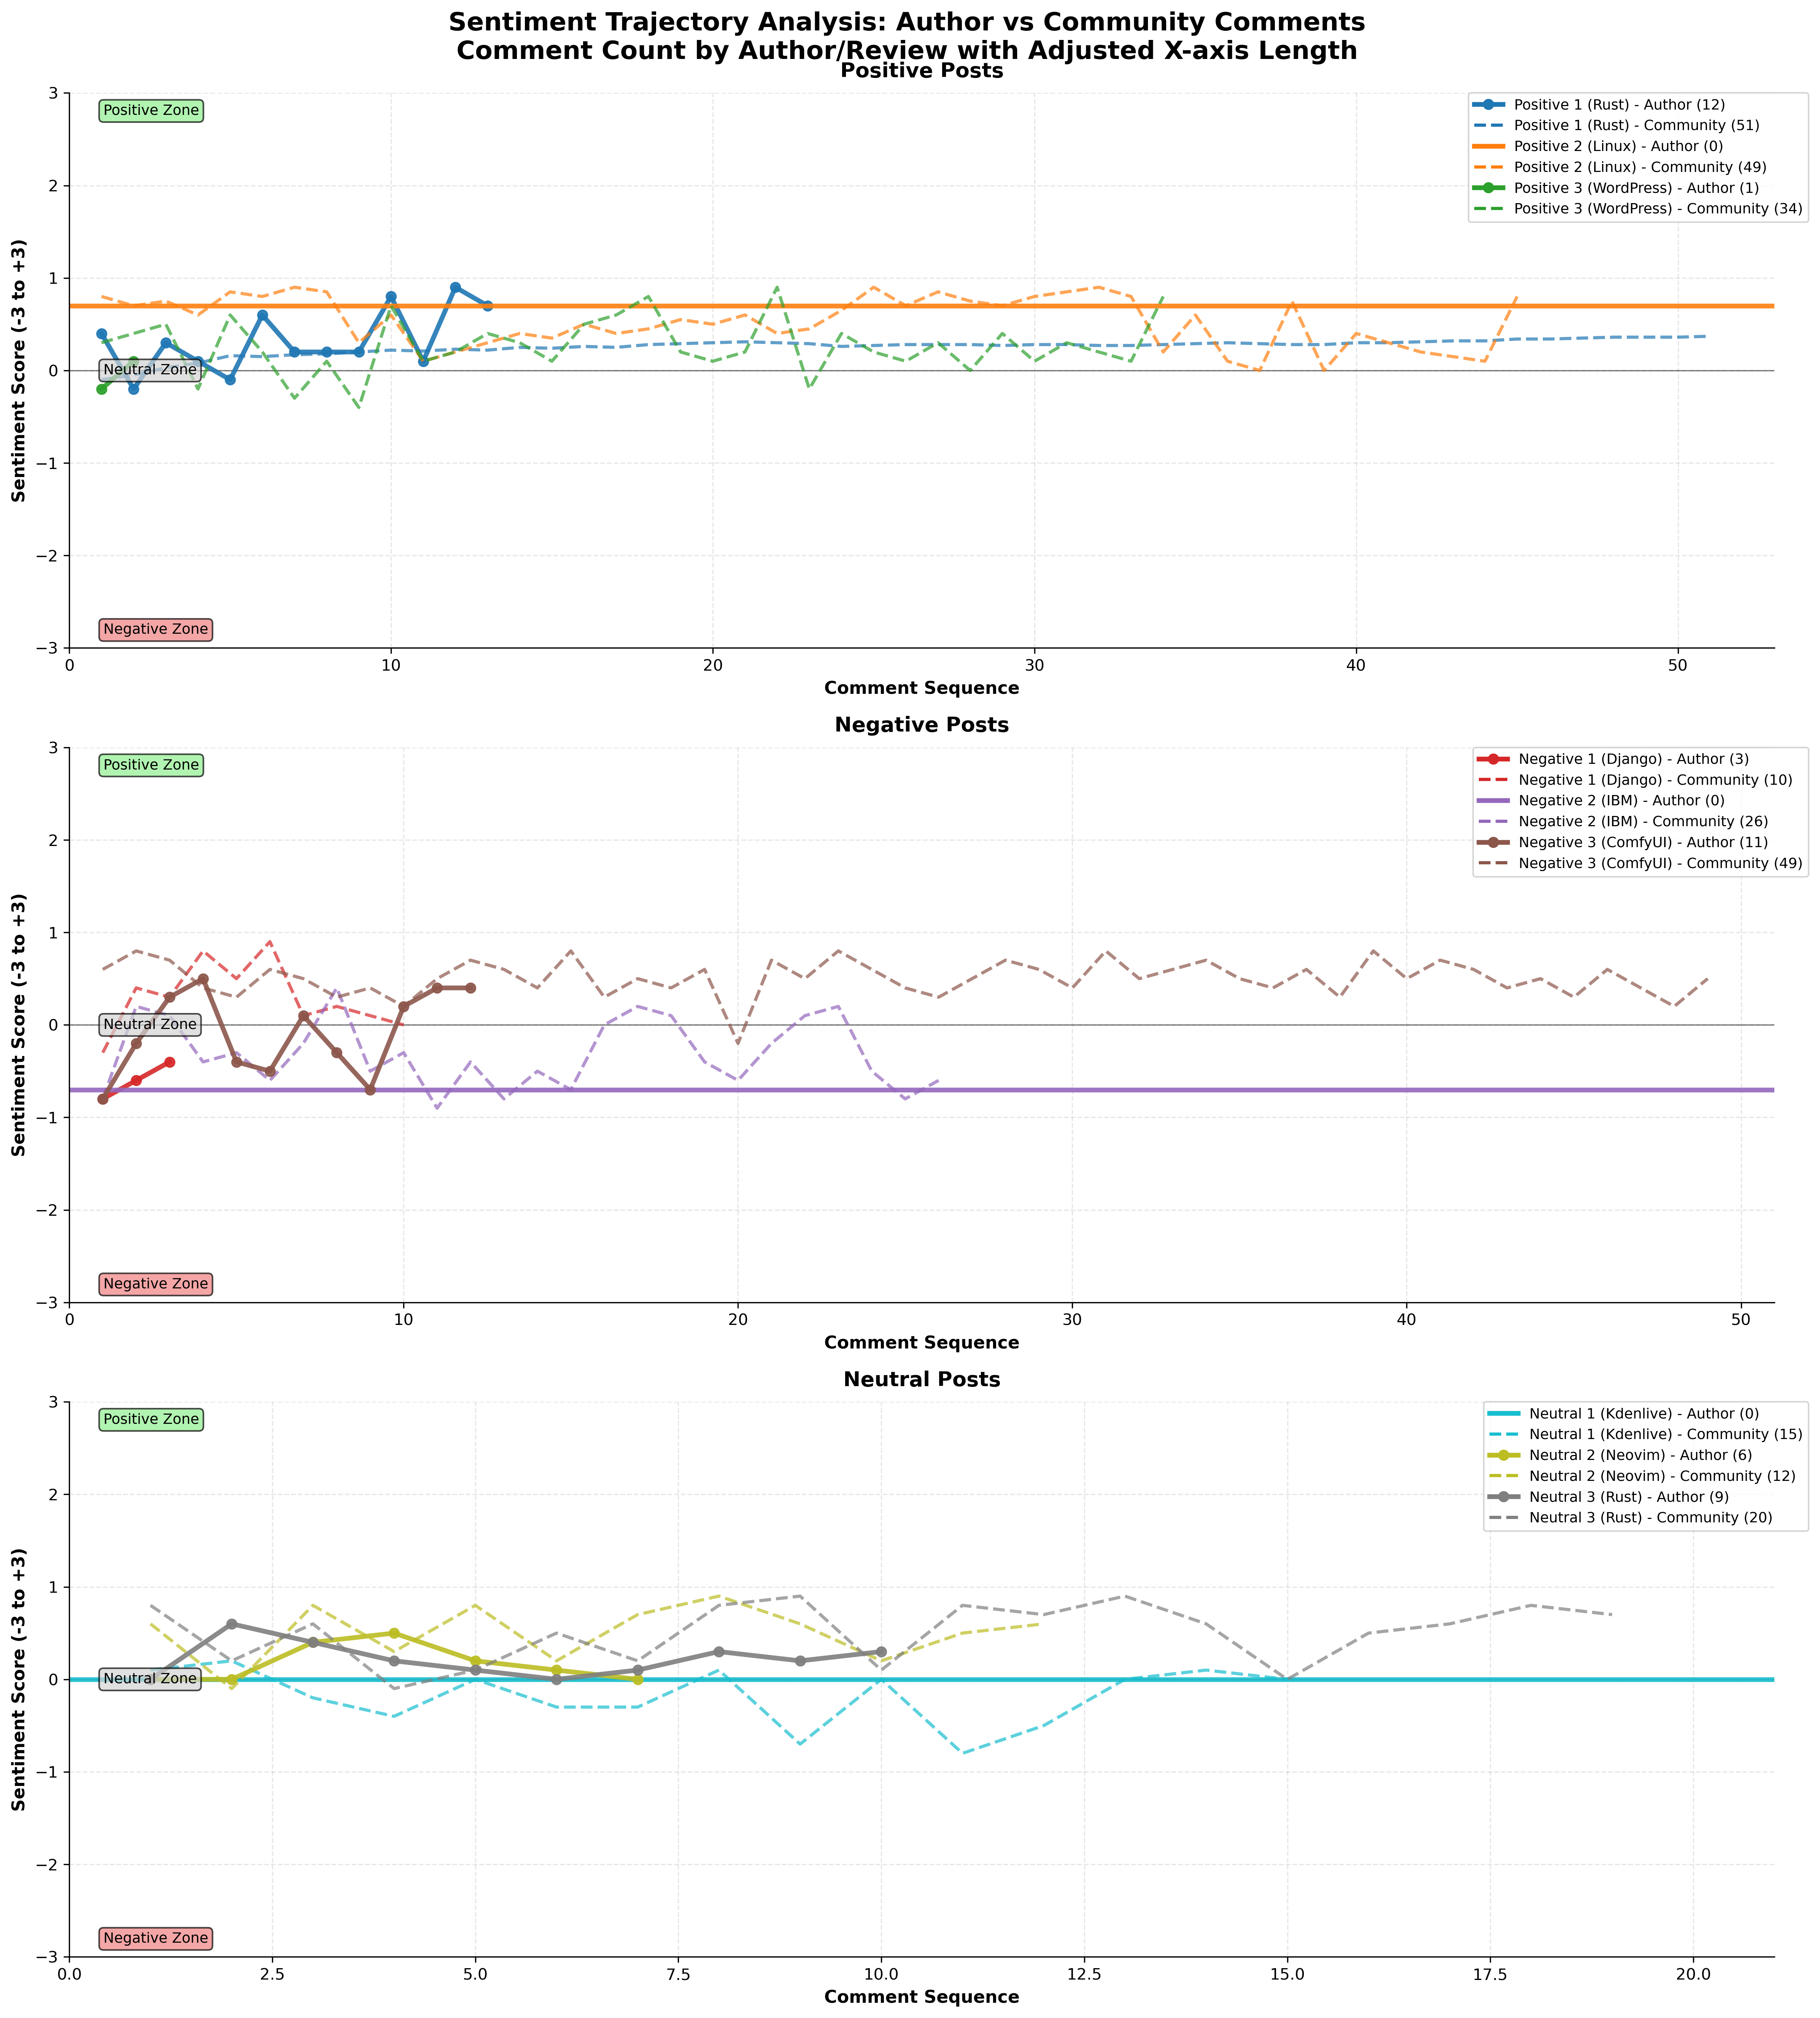 Sentiment Trajectory Analysis: Author vs Community Comments
Comment Count by Author/Review with Adjusted X-axis Length
Positive Posts
Sentiment Score (-3 to +3)
3
2
1
0
−1
−2
−3
Positive Zone
Neutral Zone
Negative Zone
Positive 1 (Rust) - Author (12)
Positive 1 (Rust) - Community (51)
Positive 2 (Linux) - Author (0)
Positive 2 (Linux) - Community (49)
Positive 3 (WordPress) - Author (1)
Positive 3 (WordPress) - Community (34)
0 10 20 30 40 50
Comment Sequence
Negative Posts
Sentiment Score (-3 to +3)
3
2
1
0
−1
−2
−3
Positive Zone
Neutral Zone
Negative Zone
Negative 1 (Django) - Author (3)
Negative 1 (Django) - Community (10)
Negative 2 (IBM) - Author (0)
Negative 2 (IBM) - Community (26)
Negative 3 (ComfyUI) - Author (11)
Negative 3 (ComfyUI) - Community (49)
0 10 20 30 40 50
Comment Sequence
Neutral Posts
Sentiment Score (-3 to +3)
3
2
1
0
−1
−2
−3
Positive Zone
Neutral Zone
Negative Zone
Neutral 1 (Kdenlive) - Author (0)
Neutral 1 (Kdenlive) - Community (15)
Neutral 2 (Neovim) - Author (6)
Neutral 2 (Neovim) - Community (12)
Neutral 3 (Rust) - Author (9)
Neutral 3 (Rust) - Community (20)
0.0 2.5 5.0 7.5 10.0 12.5 15.0 17.5 20.0
Comment Sequence